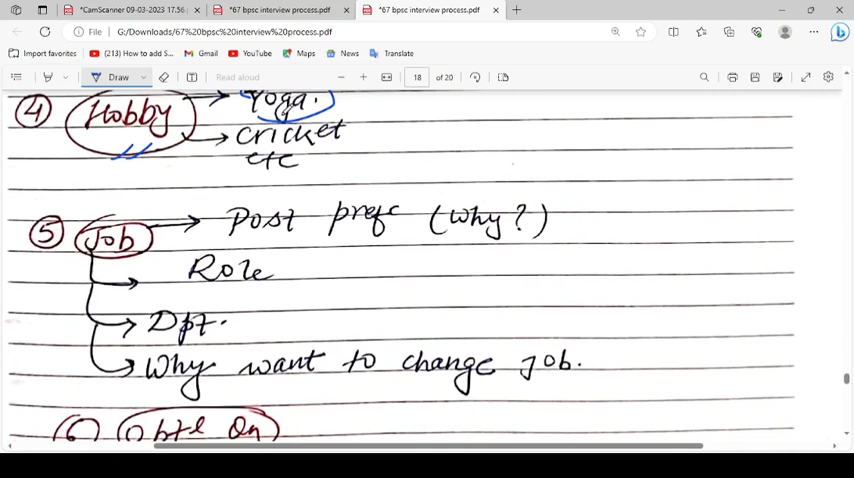 CamScanner 09-03-2023 17.56.p
*67 bpsc interview process.pdf
*67 bpsc interview process.pdf
File
G:/Downloads/67%20bpsc%20interview%20process.pdf
Import favorites
(213) How to add S...
Gmail
YouTube
Maps
News
Translate
Draw
Read aloud
18 of 20
④ Hobby → Yoga.
→ cricket
etc
⑤ Job → Post prefc (Why?)
→ Role
→ Dpt.
→ Why want to change job.